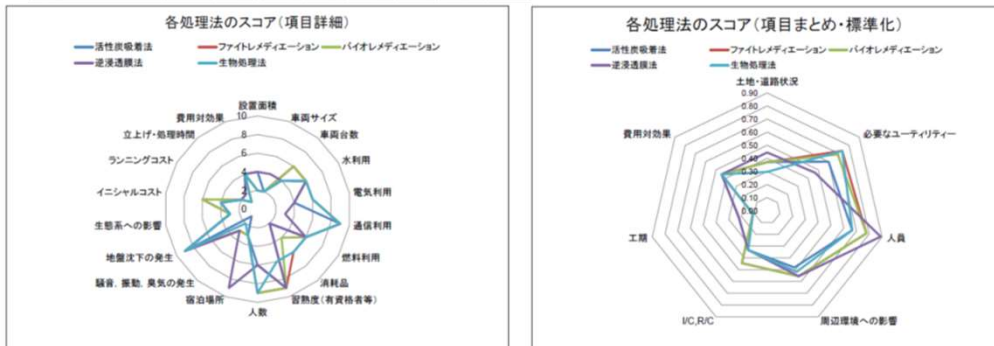 各処理法のスコア（項目詳細）
活性炭吸着法
ファイトレメディエーション
バイオレメディエーション
逆浸透膜法
生物処理法
設置面積
車両サイズ
車両台数
水利用
電気利用
通信利用
燃料利用
消耗品
習熟度（有資格者等）
人数
宿泊場所
騒音，振動，臭気の発生
地盤沈下の発生
生態系への影響
イニシャルコスト
ランニングコスト
立上げ・処理時間
費用対効果
10
8
6
4
2
0
各処理法のスコア（項目まとめ・標準化）
活性炭吸着法
ファイトレメディエーション
バイオレメディエーション
逆浸透膜法
生物処理法
土地・道路状況
必要なユーティリティー
人員
周辺環境への影響
I/C,R/C
工期
費用対効果
0.90
0.80
0.70
0.60
0.50
0.40
0.30
0.20
0.10
0.00